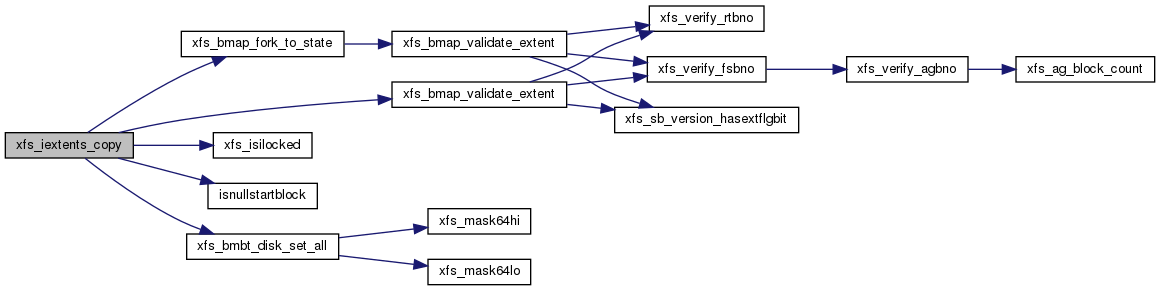 xfs_verify_rtbno
xfs_bmap_fork_to_state
xfs_bmap_validate_extent
xfs_verify_fsbno
xfs_verify_agbno
xfs_ag_block_count
xfs_bmap_validate_extent
xfs_sb_version_hasextflgbit
xfs_iextents_copy
xfs_isilocked
isnullstartblock
xfs_bmbt_disk_set_all
xfs_mask64hi
xfs_mask64lo